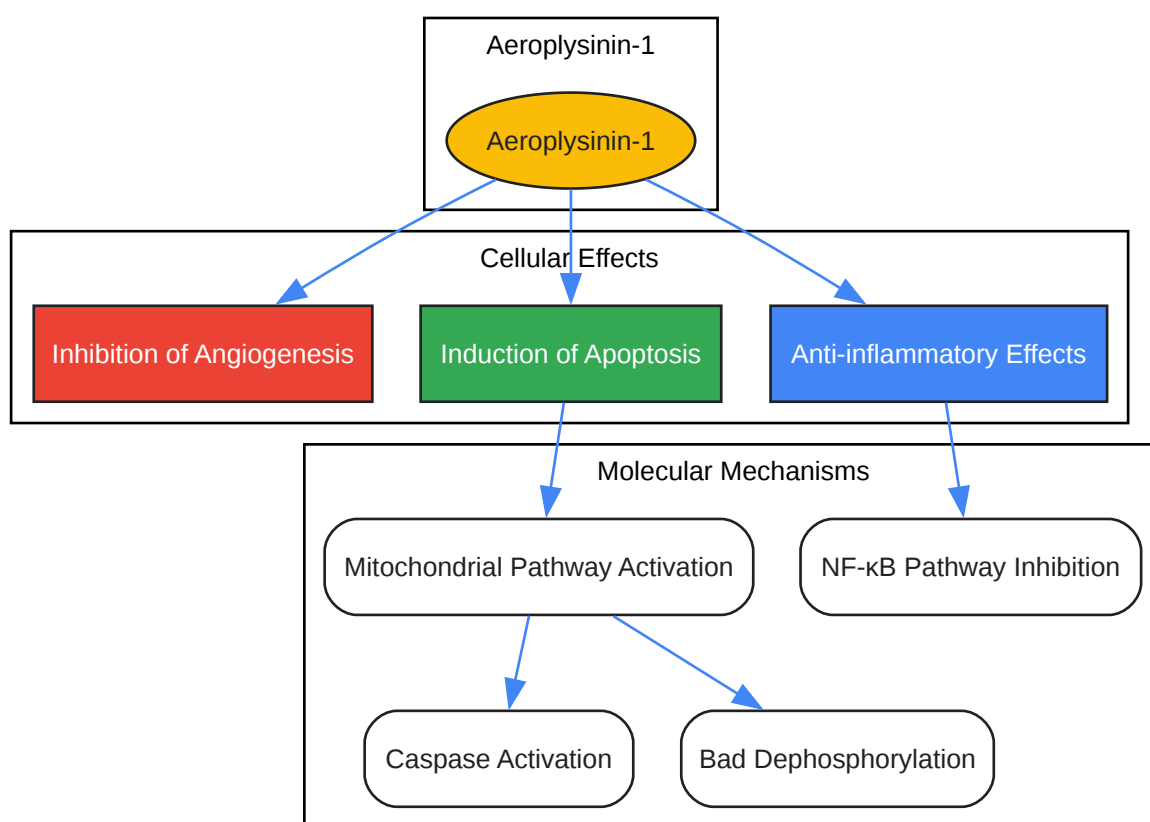 Aeroplysinin-1
Aeroplysinin-1
Cellular Effects
Inhibition of Angiogenesis
Induction of Apoptosis
Anti-inflammatory Effects
Molecular Mechanisms
Mitochondrial Pathway Activation
NF-κB Pathway Inhibition
Caspase Activation
Bad Dephosphorylation